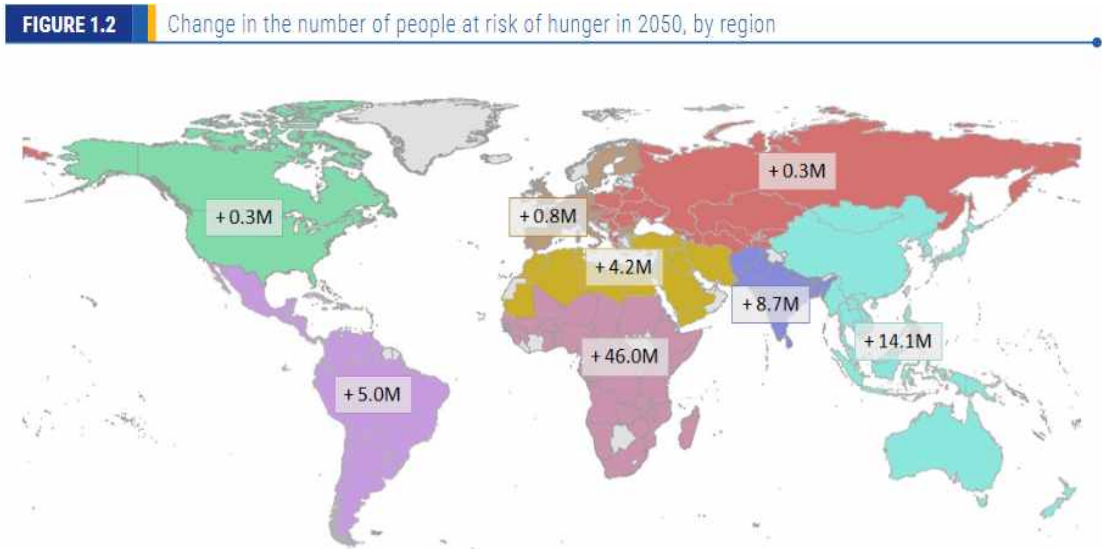 FIGURE 1.2 Change in the number of people at risk of hunger in 2050, by region
+ 0.3M
+ 0.3M
+ 0.8M
+ 4.2M
+ 8.7M
+ 14.1M
+ 46.0M
+ 5.0M